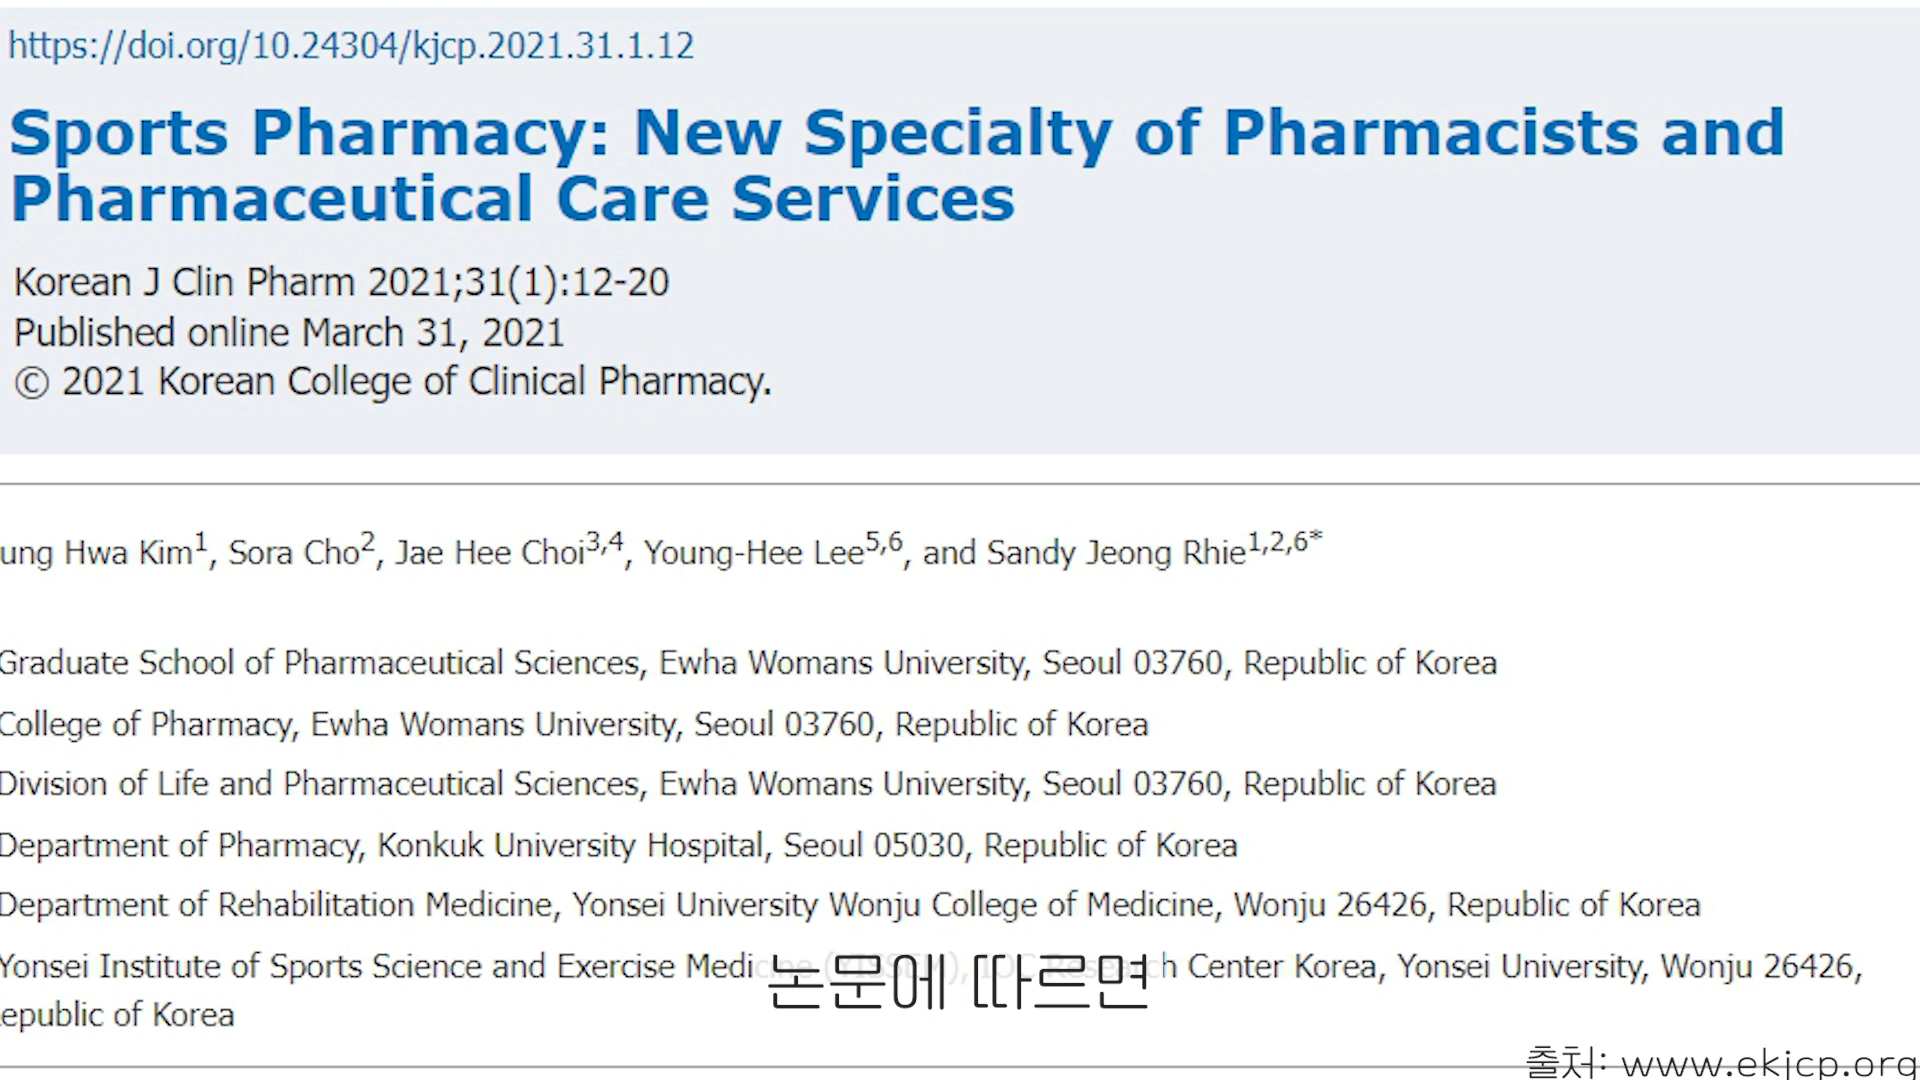 https://doi.org/10.24304/kjcp.2021.31.1.12
Sports Pharmacy: New Specialty of Pharmacists and
Pharmaceutical Care Services
Korean J Clin Pharm 2021;31(1):12-20
Published online March 31, 2021
© 2021 Korean College of Clinical Pharmacy.
ung Hwa Kim1, Sora Cho2, Jae Hee Choi3,4, Young-Hee Lee5,6, and Sandy Jeong Rhie1,2,6*
Graduate School of Pharmaceutical Sciences, Ewha Womans University, Seoul 03760, Republic of Korea
College of Pharmacy, Ewha Womans University, Seoul 03760, Republic of Korea
Division of Life and Pharmaceutical Sciences, Ewha Womans University, Seoul 03760, Republic of Korea
Department of Pharmacy, Konkuk University Hospital, Seoul 05030, Republic of Korea
Department of Rehabilitation Medicine, Yonsei University Wonju College of Medicine, Wonju 26426, Republic of Korea
Yonsei Institute of Sports Science and Exercise Medicine (YISSEM), IOC Research Center Korea, Yonsei University, Wonju 26426,
epublic of Korea
논문에 따르면
출처: www.ekjcp.org